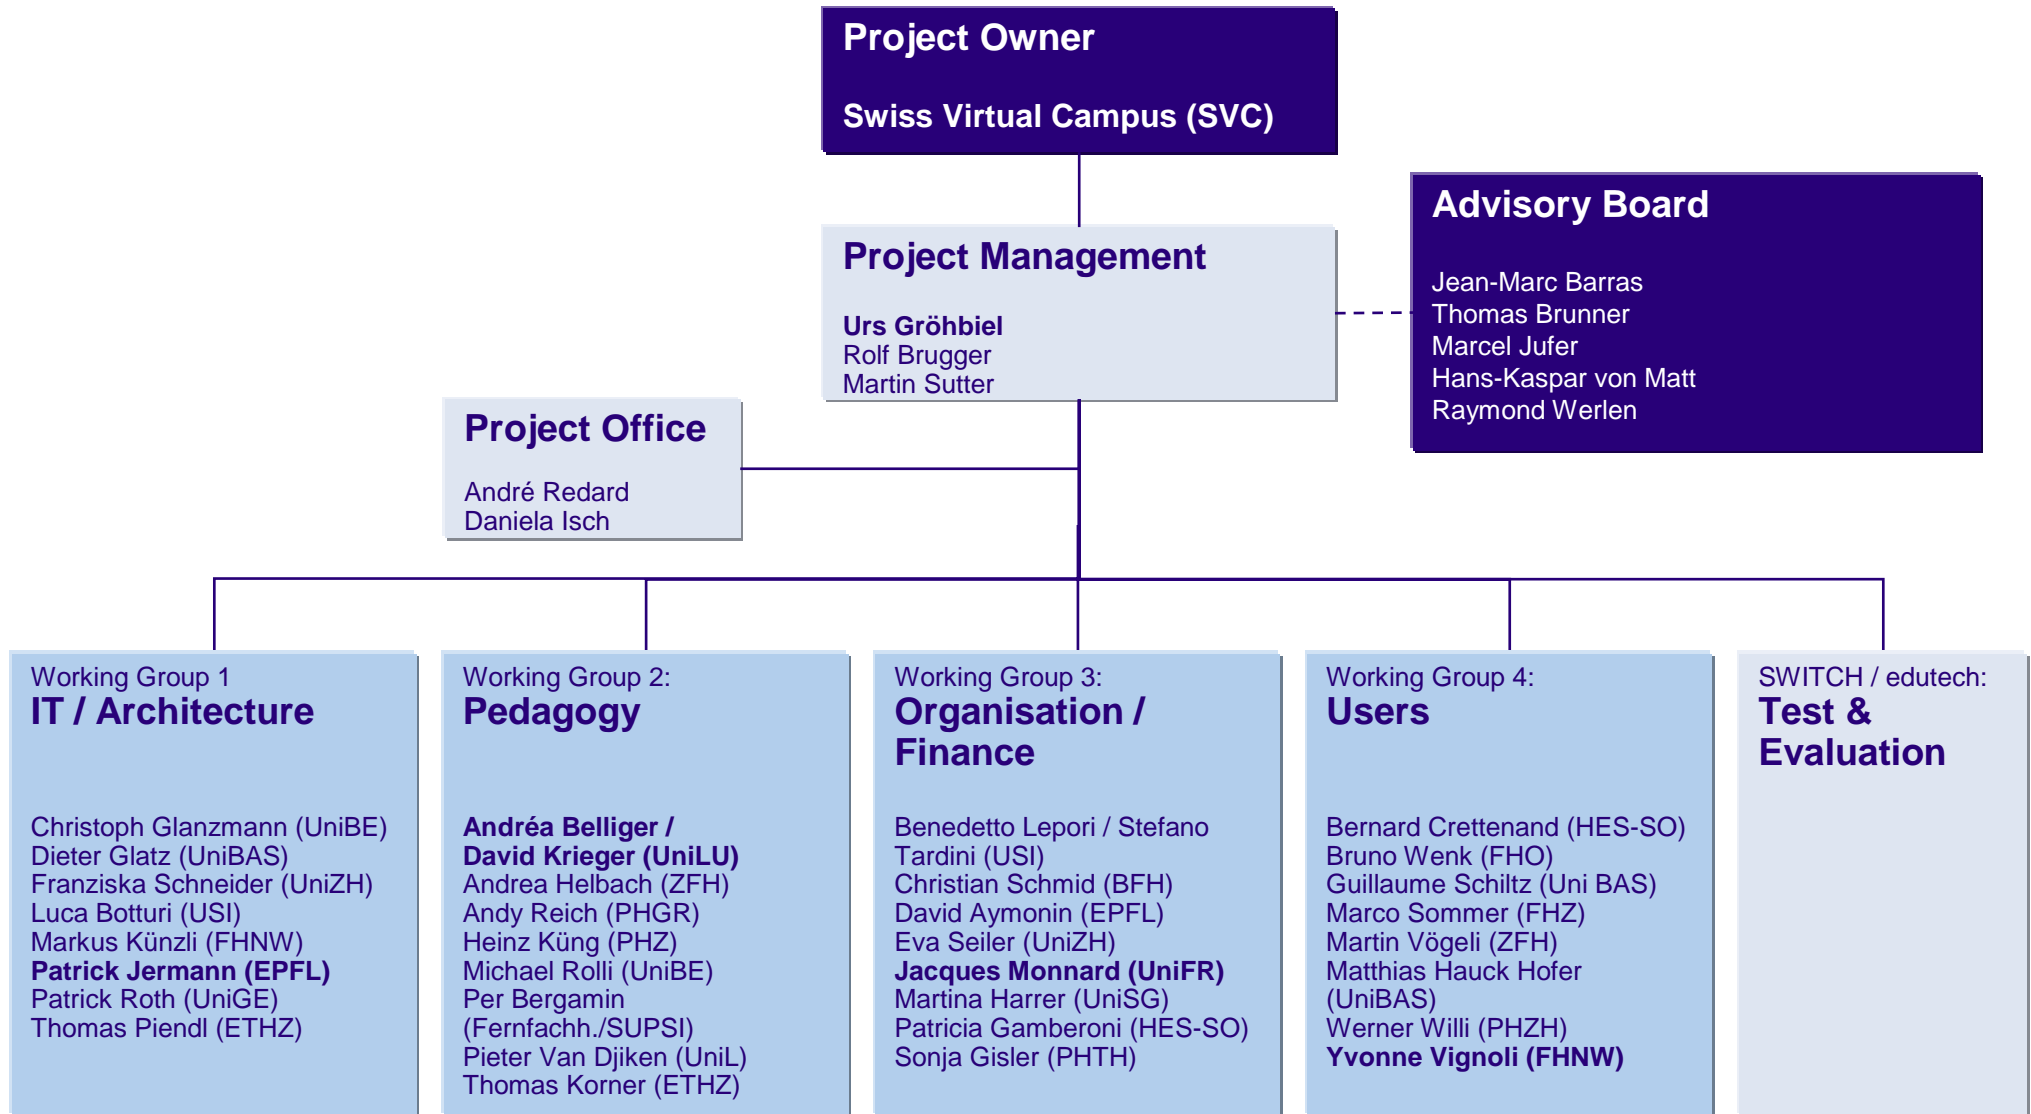 Project Owner
Swiss Virtual Campus (SVC)
Advisory Board
Jean-Marc Barras
Thomas Brunner
Marcel Jufer
Hans-Kaspar von Matt
Raymond Werlen
Project Management
Urs Gröhbiel
Rolf Brugger
Martin Sutter
Project Office
André Redard
Daniela Isch
Working Group 1
IT / Architecture
Christoph Glanzmann (UniBE)
Dieter Glatz (UniBAS)
Franziska Schneider (UniZH)
Luca Botturi (USI)
Markus Künzli (FHNW)
Patrick Jermann (EPFL)
Patrick Roth (UniGE)
Thomas Piendl (ETHZ)
Working Group 2:
Pedagogy
Andréa Belliger /
David Krieger (UniLU)
Andrea Helbach (ZFH)
Andy Reich (PHGR)
Heinz Küng (PHZ)
Michael Rolli (UniBE)
Per Bergamin
(Fernfachh./SUPSI)
Pieter Van Djiken (UniL)
Thomas Korner (ETHZ)
Working Group 3:
Organisation /
Finance
Benedetto Lepori / Stefano
Tardini (USI)
Christian Schmid (BFH)
David Aymonin (EPFL)
Eva Seiler (UniZH)
Jacques Monnard (UniFR)
Martina Harrer (UniSG)
Patricia Gamberoni (HES-SO)
Sonja Gisler (PHTH)
Working Group 4:
Users
Bernard Crettenand (HES-SO)
Bruno Wenk (FHO)
Guillaume Schiltz (Uni BAS)
Marco Sommer (FHZ)
Martin Vögeli (ZFH)
Matthias Hauck Hofer
(UniBAS)
Werner Willi (PHZH)
Yvonne Vignoli (FHNW)
SWITCH / edutech:
Test &
Evaluation